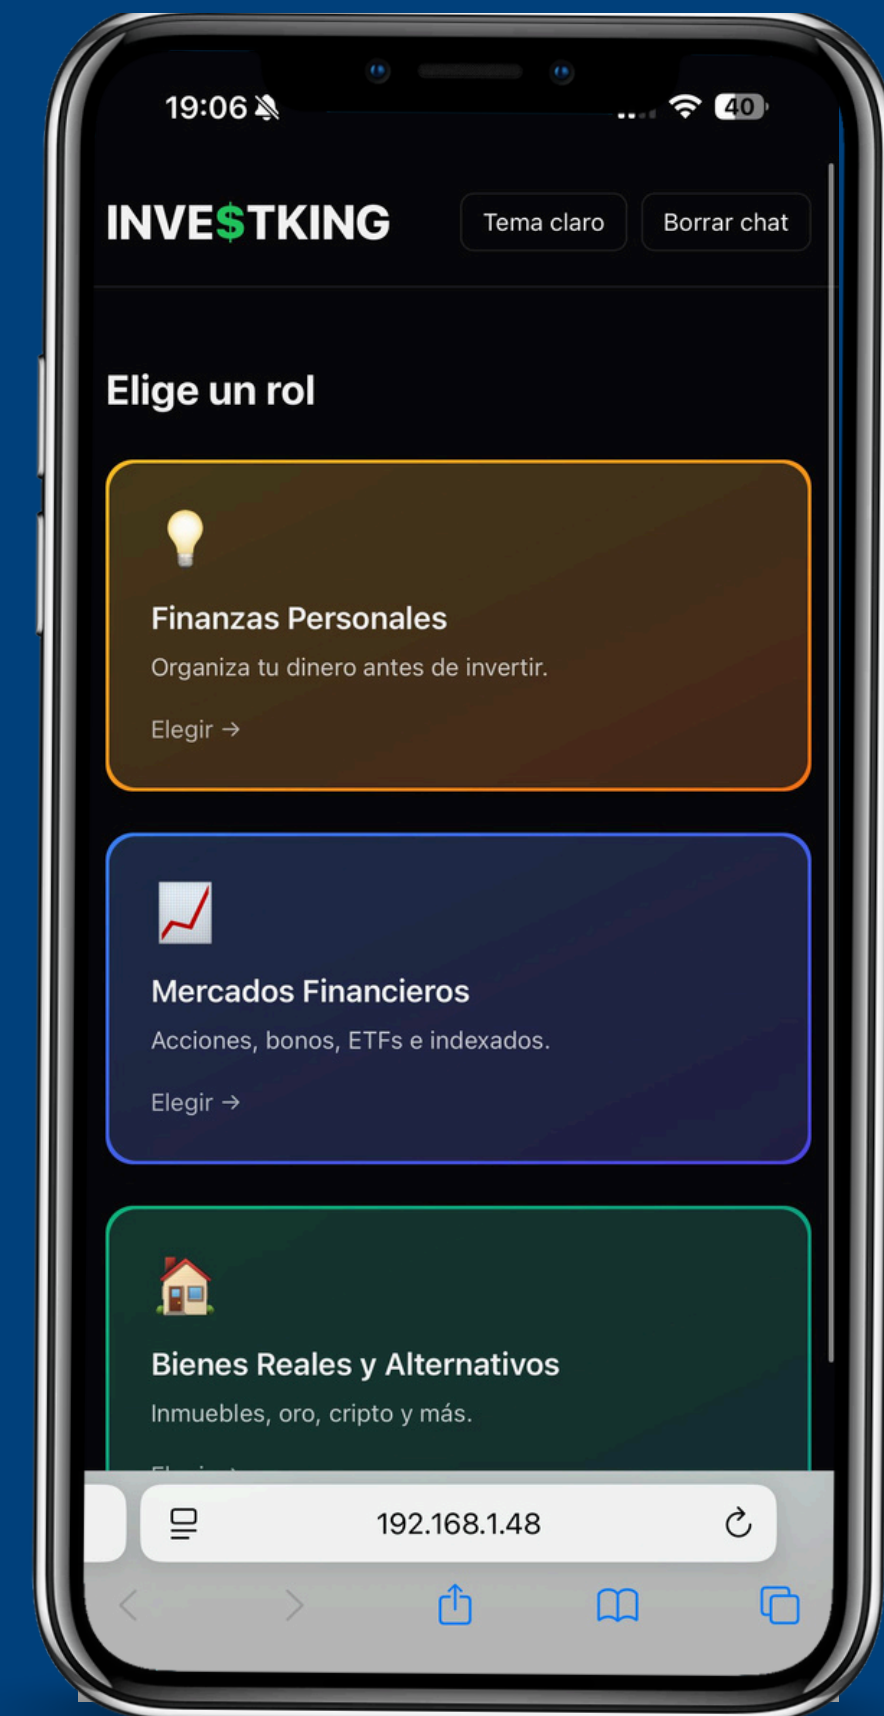 19:06
40
INVE$TKING
Tema claro
Borrar chat
Elige un rol
Finanzas Personales
Organiza tu dinero antes de invertir.
Elegir →
Mercados Financieros
Acciones, bonos, ETFs e indexados.
Elegir →
Bienes Reales y Alternativos
Inmuebles, oro, cripto y más.
192.168.1.48